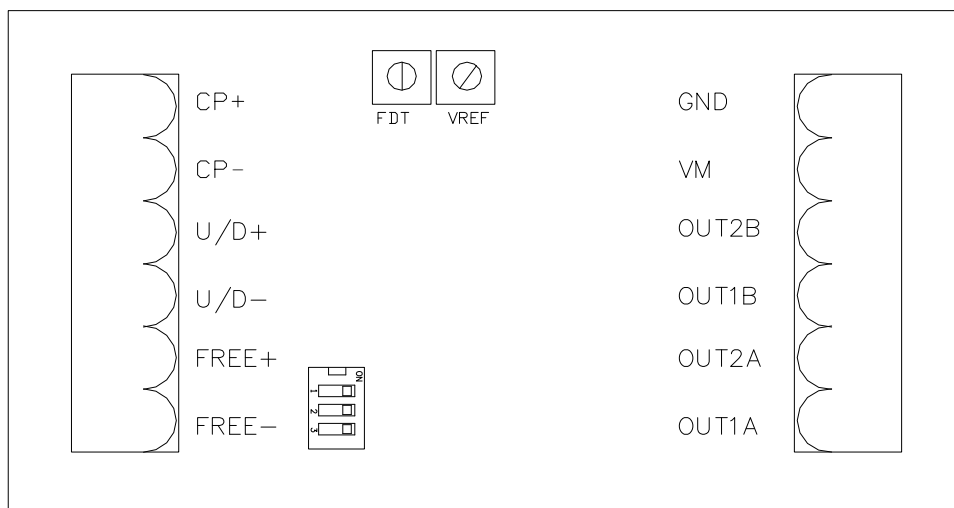 CP+
CP-
U/D+
U/D-
FREE+
FREE-
FDT
VREF
ON
1
2
3
GND
VM
OUT2B
OUT1B
OUT2A
OUT1A